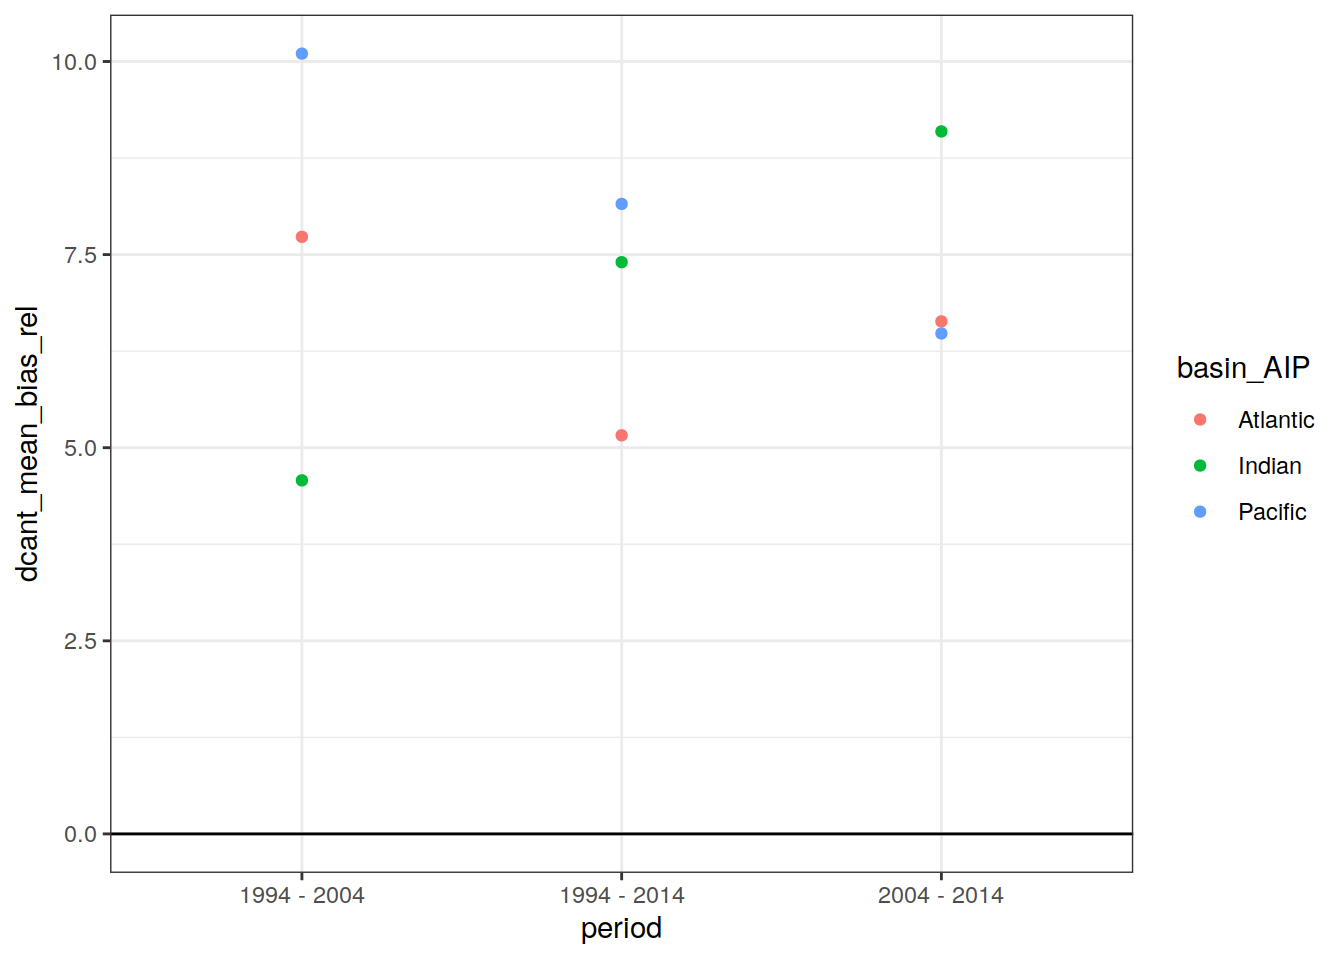 10.0
7.5
5.0
2.5
0.0
dcant_mean_bias_rel
1994 - 2004
1994 - 2014
2004 - 2014
period
basin_AIP
Atlantic
Indian
Pacific